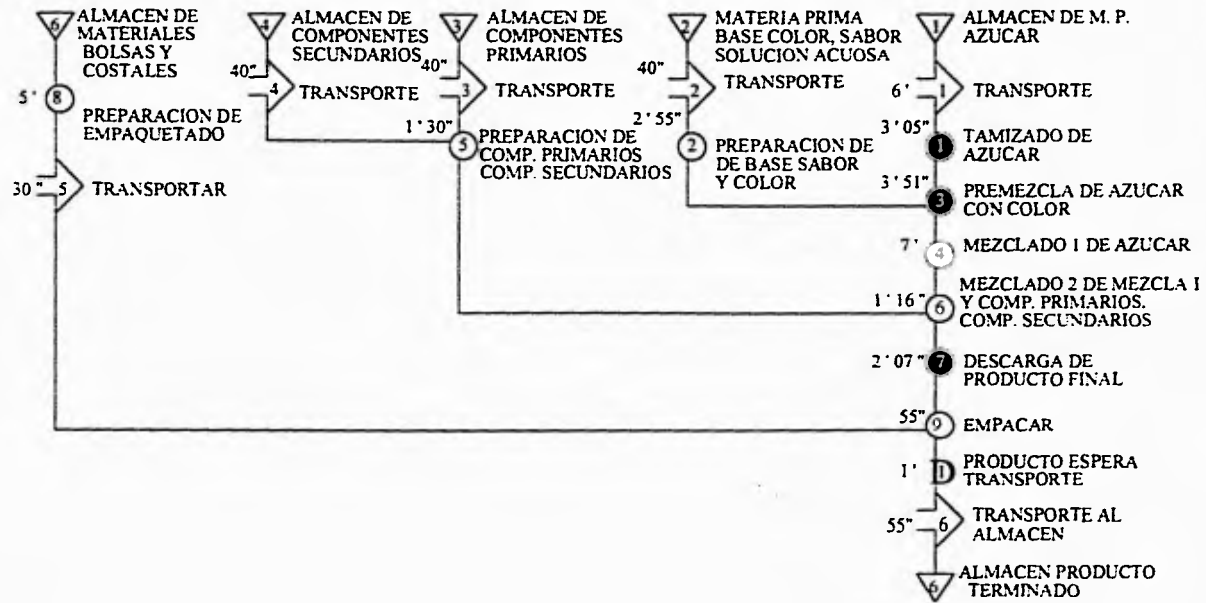 6
ALMACEN DE
MATERIALES
BOLSAS Y
COSTALES
5'
8
PREPARACION DE
EMPAQUETADO
30"
5
TRANSPORTAR
4
ALMACEN DE
COMPONENTES
SECUNDARIOS
40"
4
TRANSPORTE
3
ALMACEN DE
COMPONENTES
PRIMARIOS
40"
3
TRANSPORTE
1'30"
5
PREPARACION DE
COMP. PRIMARIOS
COMP. SECUNDARIOS
2
MATERIA PRIMA
BASE COLOR, SABOR
SOLUCION ACUOSA
40"
2
TRANSPORTE
2'55"
2
PREPARACION DE
DE BASE SABOR
Y COLOR
1
ALMACEN DE M. P.
AZUCAR
6'
1
TRANSPORTE
3'05"
1
TAMIZADO DE
AZUCAR
3'51"
3
PREMEZCLA DE AZUCAR
CON COLOR
7'
4
MEZCLADO 1 DE AZUCAR
1'16"
6
MEZCLADO 2 DE MEZCLA 1
Y COMP. PRIMARIOS.
COMP. SECUNDARIOS
2'07"
7
DESCARGA DE
PRODUCTO FINAL
55"
9
EMPACAR
1'
1
PRODUCTO ESPERA
TRANSPORTE
55"
6
TRANSPORTE AL
ALMACEN
6
ALMACEN PRODUCTO
TERMINADO